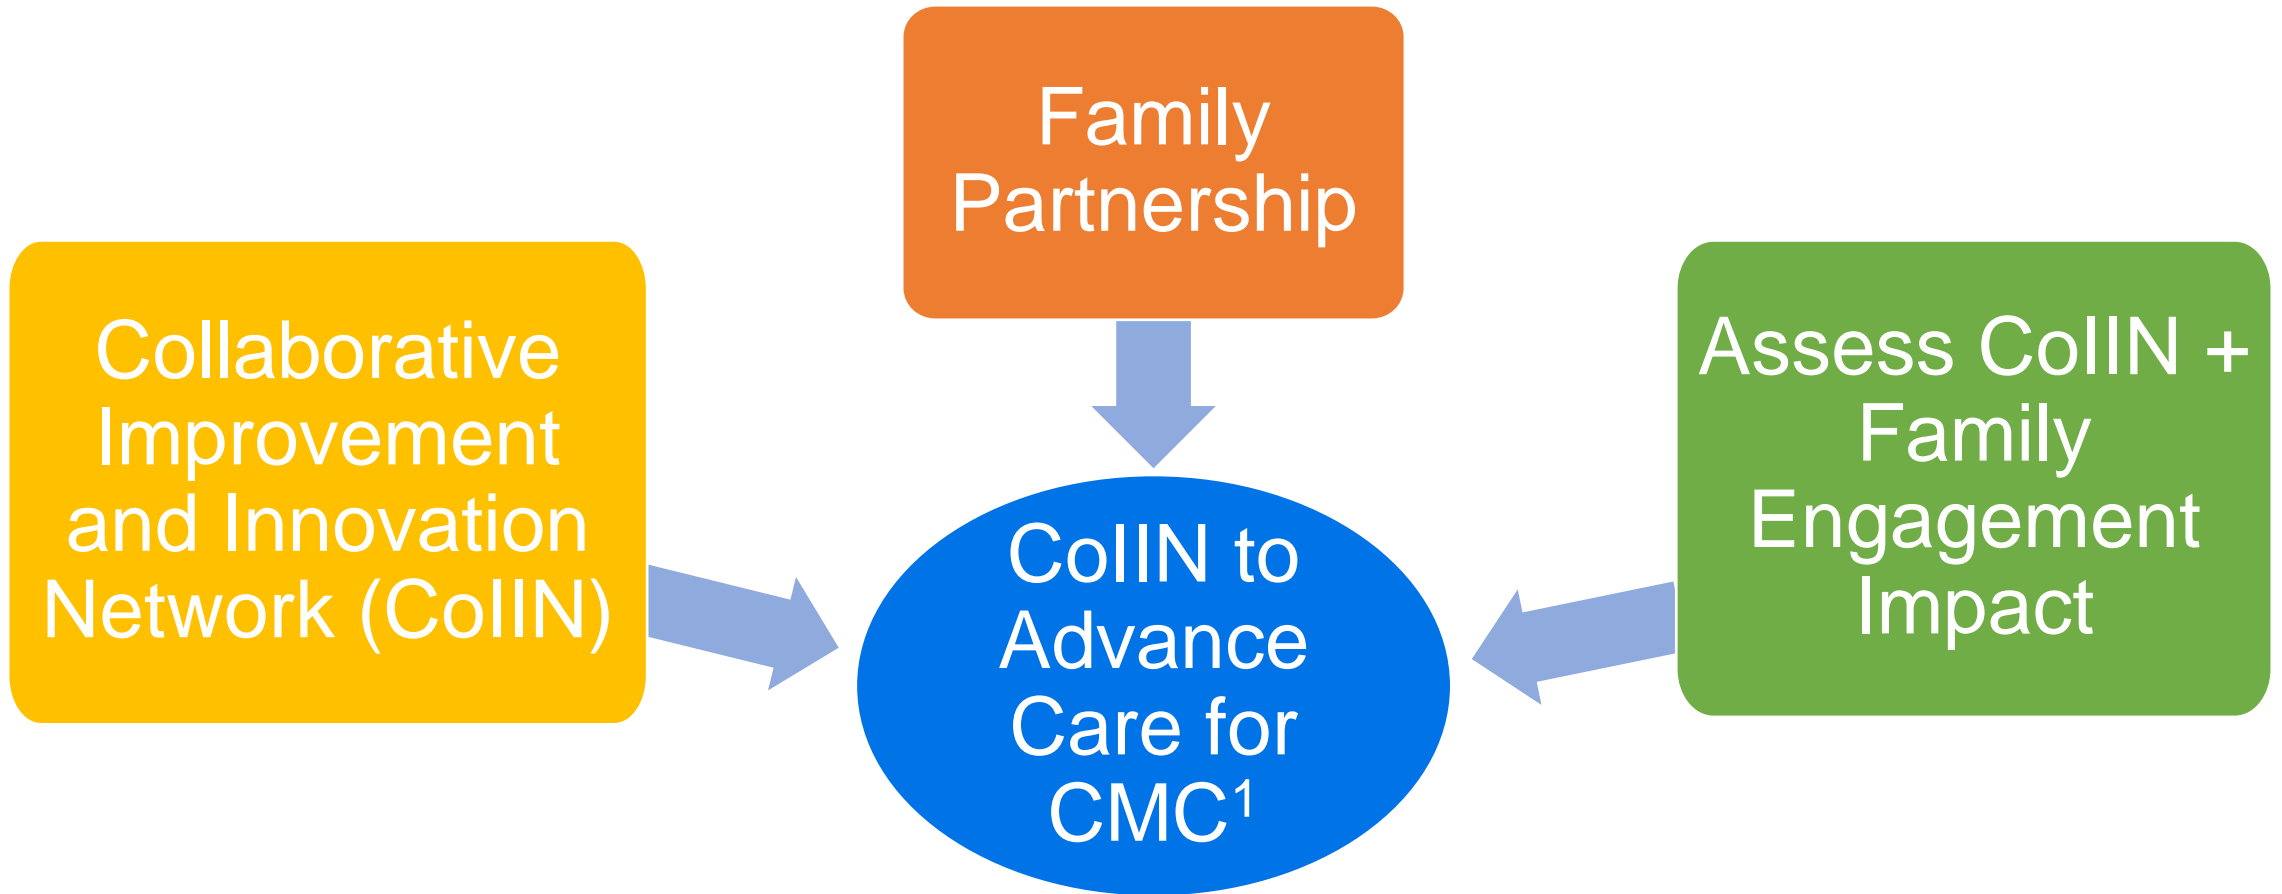 Family
Partnership
Collaborative
Improvement
and Innovation
Network (CoIIN)
Assess CoIIN +
Family
Engagement
Impact
CoIIN to
Advance
Care for
CMC¹